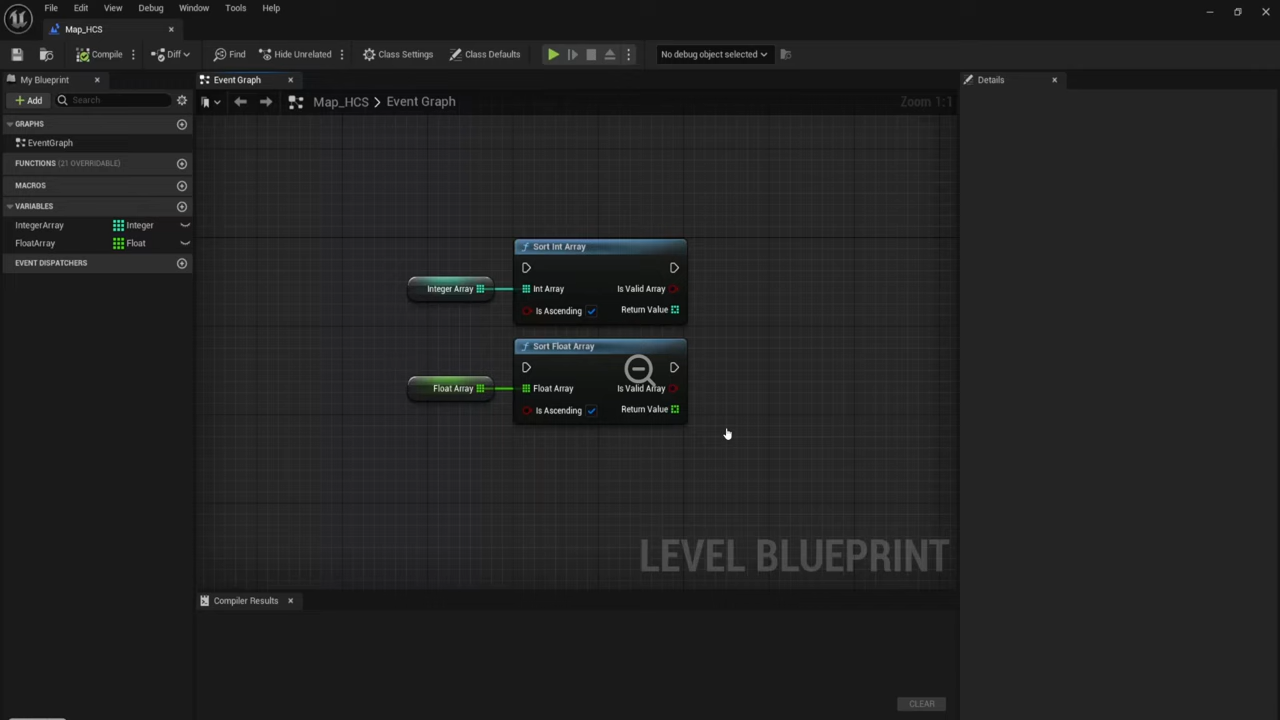 File Edit View Debug Window Tools Help
Map_HCS
Compile Diff Find Hide Unrelated Class Settings Class Defaults No debug object selected
My Blueprint Event Graph Details
Add Search Map_HCS > Event Graph Zoom 1:1
GRAPHS
EventGraph
FUNCTIONS (21 OVERRIDABLE)
MACROS
VARIABLES
IntegerArray Integer
FloatArray Float
EVENT DISPATCHERS
Sort Int Array
Integer Array Int Array Is Valid Array
Is Ascending Return Value
Sort Float Array
Float Array Float Array Is Valid Array
Is Ascending Return Value
LEVEL BLUEPRINT
Compiler Results
CLEAR